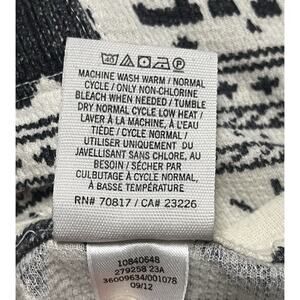 40
MACHINE WASH WARM / NORMAL
CYCLE / ONLY NON-CHLORINE
BLEACH WHEN NEEDED / TUMBLE
DRY NORMAL CYCLE LOW HEAT /
LAVER À LA MACHINE, À L'EAU
TIÈDE / CYCLE NORMAL /
UTILISER UNIQUEMENT DU
JAVELLISANT SANS CHLORE, AU
BESOIN / SÉCHAGE PAR
CULBUTAGE À CYCLE NORMAL,
À BASSE TEMPÉRATURE
RN# 70817 / CA# 23226
10840648
279258 23A
36009634/001078
09/12